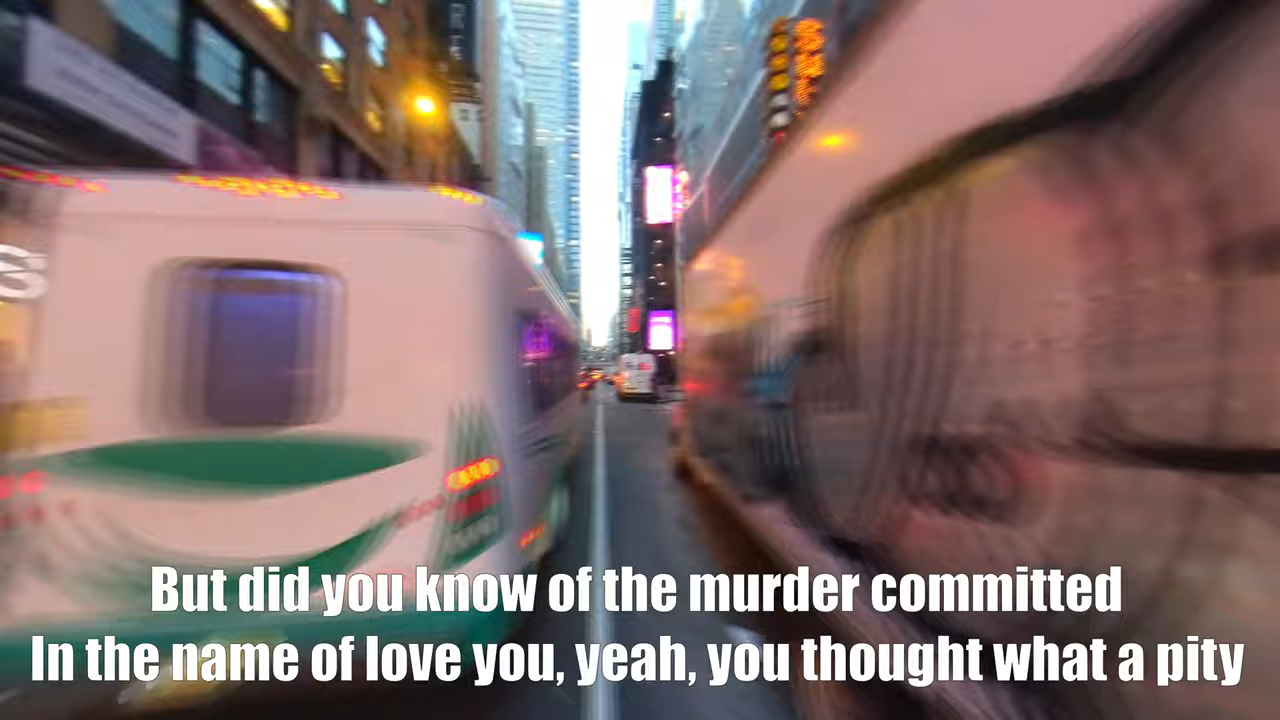 S
But did you know of the murder committed
In the name of love you, yeah, you thought what a pity